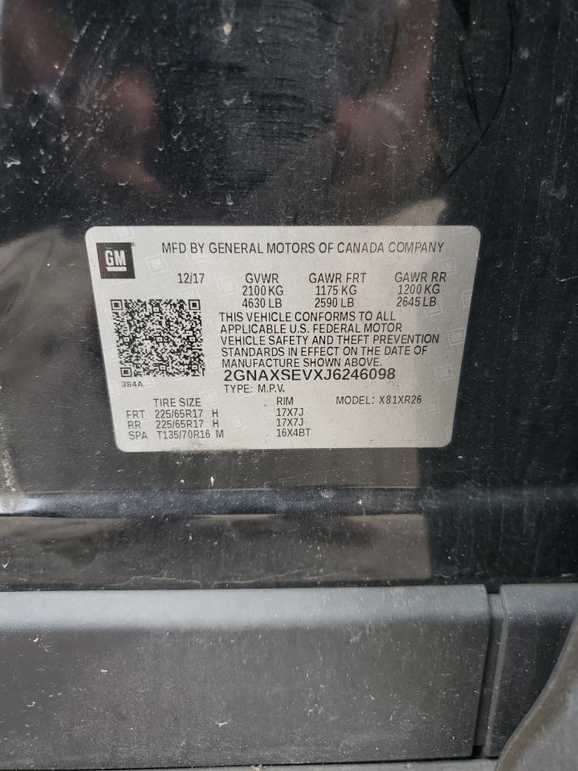 GM
MFD BY GENERAL MOTORS OF CANADA COMPANY
12/17 GVWR GAWR FRT GAWR RR
2100 KG 1175 KG 1200 KG
4630 LB 2590 LB 2645 LB
THIS VEHICLE CONFORMS TO ALL
APPLICABLE U.S. FEDERAL MOTOR
VEHICLE SAFETY AND THEFT PREVENTION
STANDARDS IN EFFECT ON THE DATE OF
MANUFACTURE SHOWN ABOVE.
2GNAXSEVXJ6246098
384A
TYPE: M.P.V. MODEL: X81XR26
TIRE SIZE RIM
FRT 225/65R17 H 17X7J
RR 225/65R17 H 17X7J
SPA T135/70R16 M 16X4BT